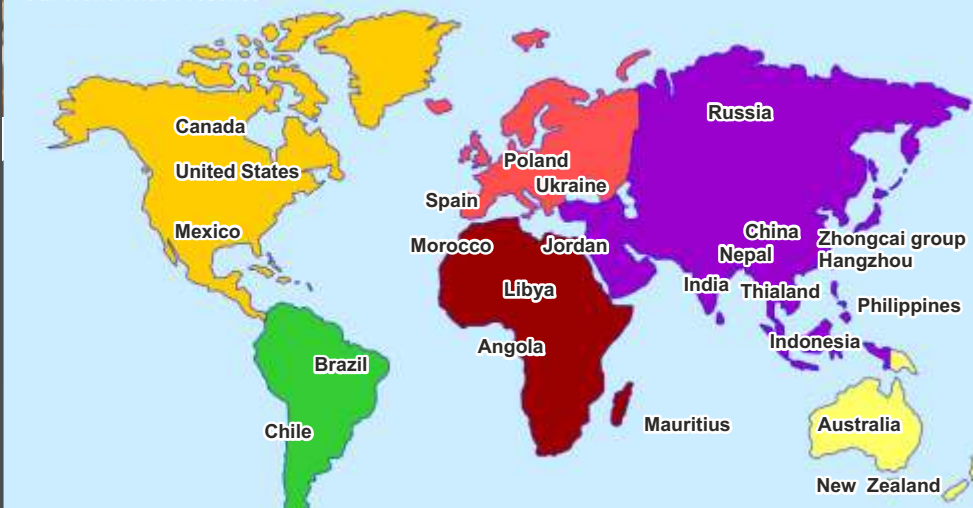 Canada
Russia
Poland
United States
Ukraine
Spain
Mexico
China
Zhongcai group
Hangzhou
Morocco
Jordan
Nepal
India
Thialand
Libya
Philippines
Indonesia
Angola
Brazil
Mauritius
Australia
Chile
New Zealand